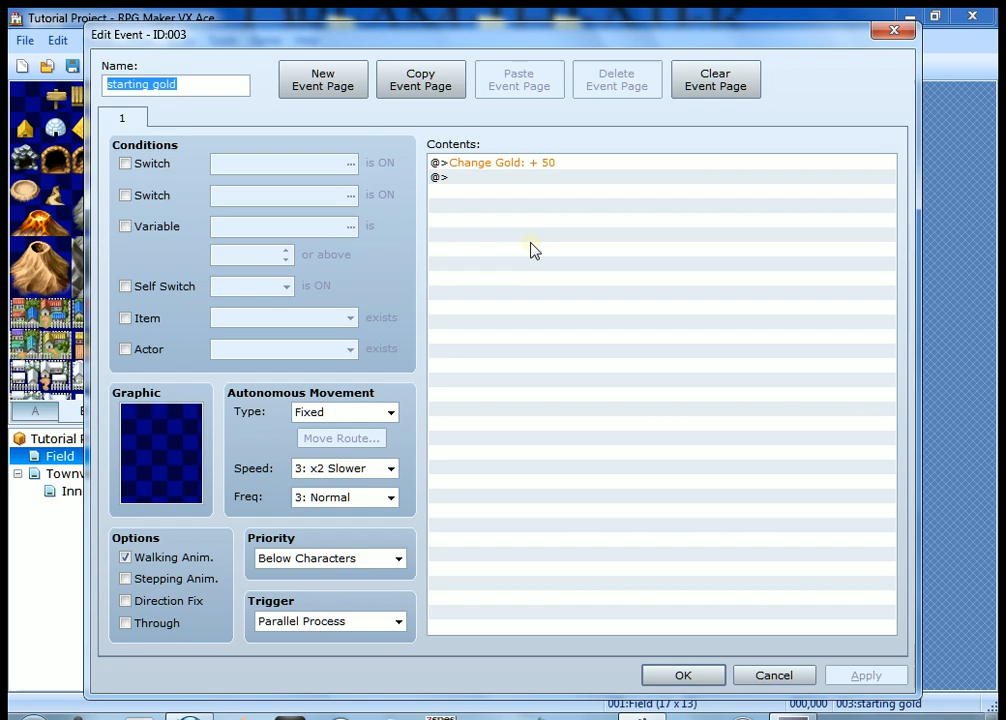 Tutorial Project - RPG Maker VX Ace
File Edit
Edit Event - ID:003
Name:
starting gold
New Event Page
Copy Event Page
Paste Event Page
Delete Event Page
Clear Event Page
1
Conditions
Switch ... is ON
Switch ... is ON
Variable ... is
or above
Self Switch is ON
Item exists
Actor exists
Graphic
Autonomous Movement
Type: Fixed
Move Route...
Speed: 3: x2 Slower
Freq: 3: Normal
Options
Walking Anim.
Stepping Anim.
Direction Fix
Through
Priority
Below Characters
Trigger
Parallel Process
Contents:
@>Change Gold: + 50
@>
OK Cancel Apply
A
Tutorial
Field
Inn
001:Field (17 x 13) 000,000 003:starting gold